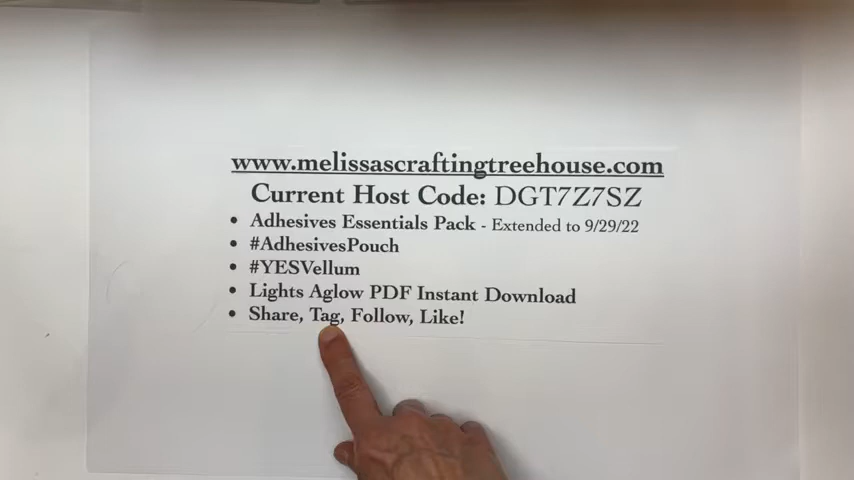 www.melissascraftingtreehouse.com
Current Host Code: DGT7Z7SZ
• Adhesives Essentials Pack - Extended to 9/29/22
• #AdhesivesPouch
• #YESVellum
• Lights Aglow PDF Instant Download
• Share, Tag, Follow, Like!